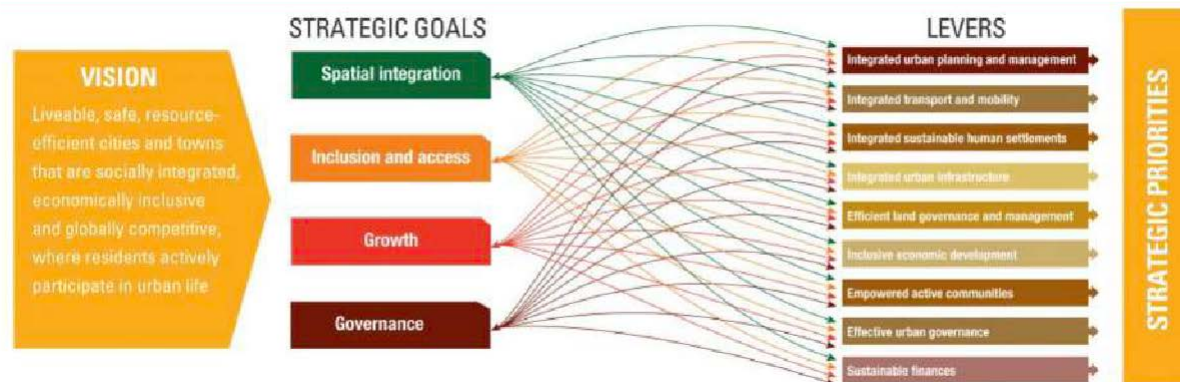 STRATEGIC GOALS
LEVERS
VISION
Liveable, safe, resource-
efficient cities and towns
that are socially integrated,
economically inclusive
and globally competitive,
where residents actively
participate in urban life
Spatial integration
Inclusion and access
Growth
Governance
Integrated urban planning and management
Integrated transport and mobility
Integrated sustainable human settlements
Integrated urban infrastructure
Efficient land governance and management
Inclusive economic development
Empowered active communities
Effective urban governance
Sustainable finances
STRATEGIC PRIORITIES